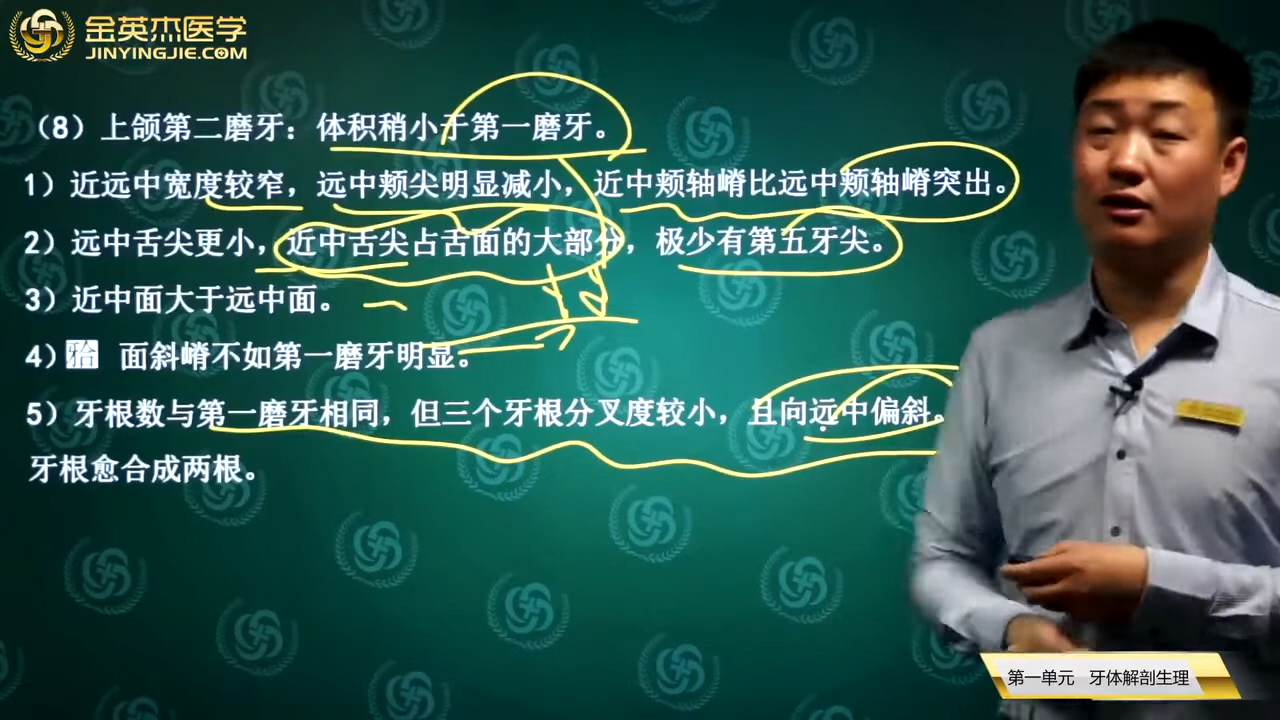 金英杰医学
JINYINGJIE.COM
（8）上颌第二磨牙：体积稍小于第一磨牙。
1）近远中宽度较窄，远中颊尖明显减小，近中颊轴嵴比远中颊轴嵴突出。
2）远中舌尖更小，近中舌尖占舌面的大部分，极少有第五牙尖。
3）近中面大于远中面。
4）𬌗 面斜嵴不如第一磨牙明显。
5）牙根数与第一磨牙相同，但三个牙根分叉度较小，且向远中偏斜。
牙根愈合成两根。
第一单元 牙体解剖生理